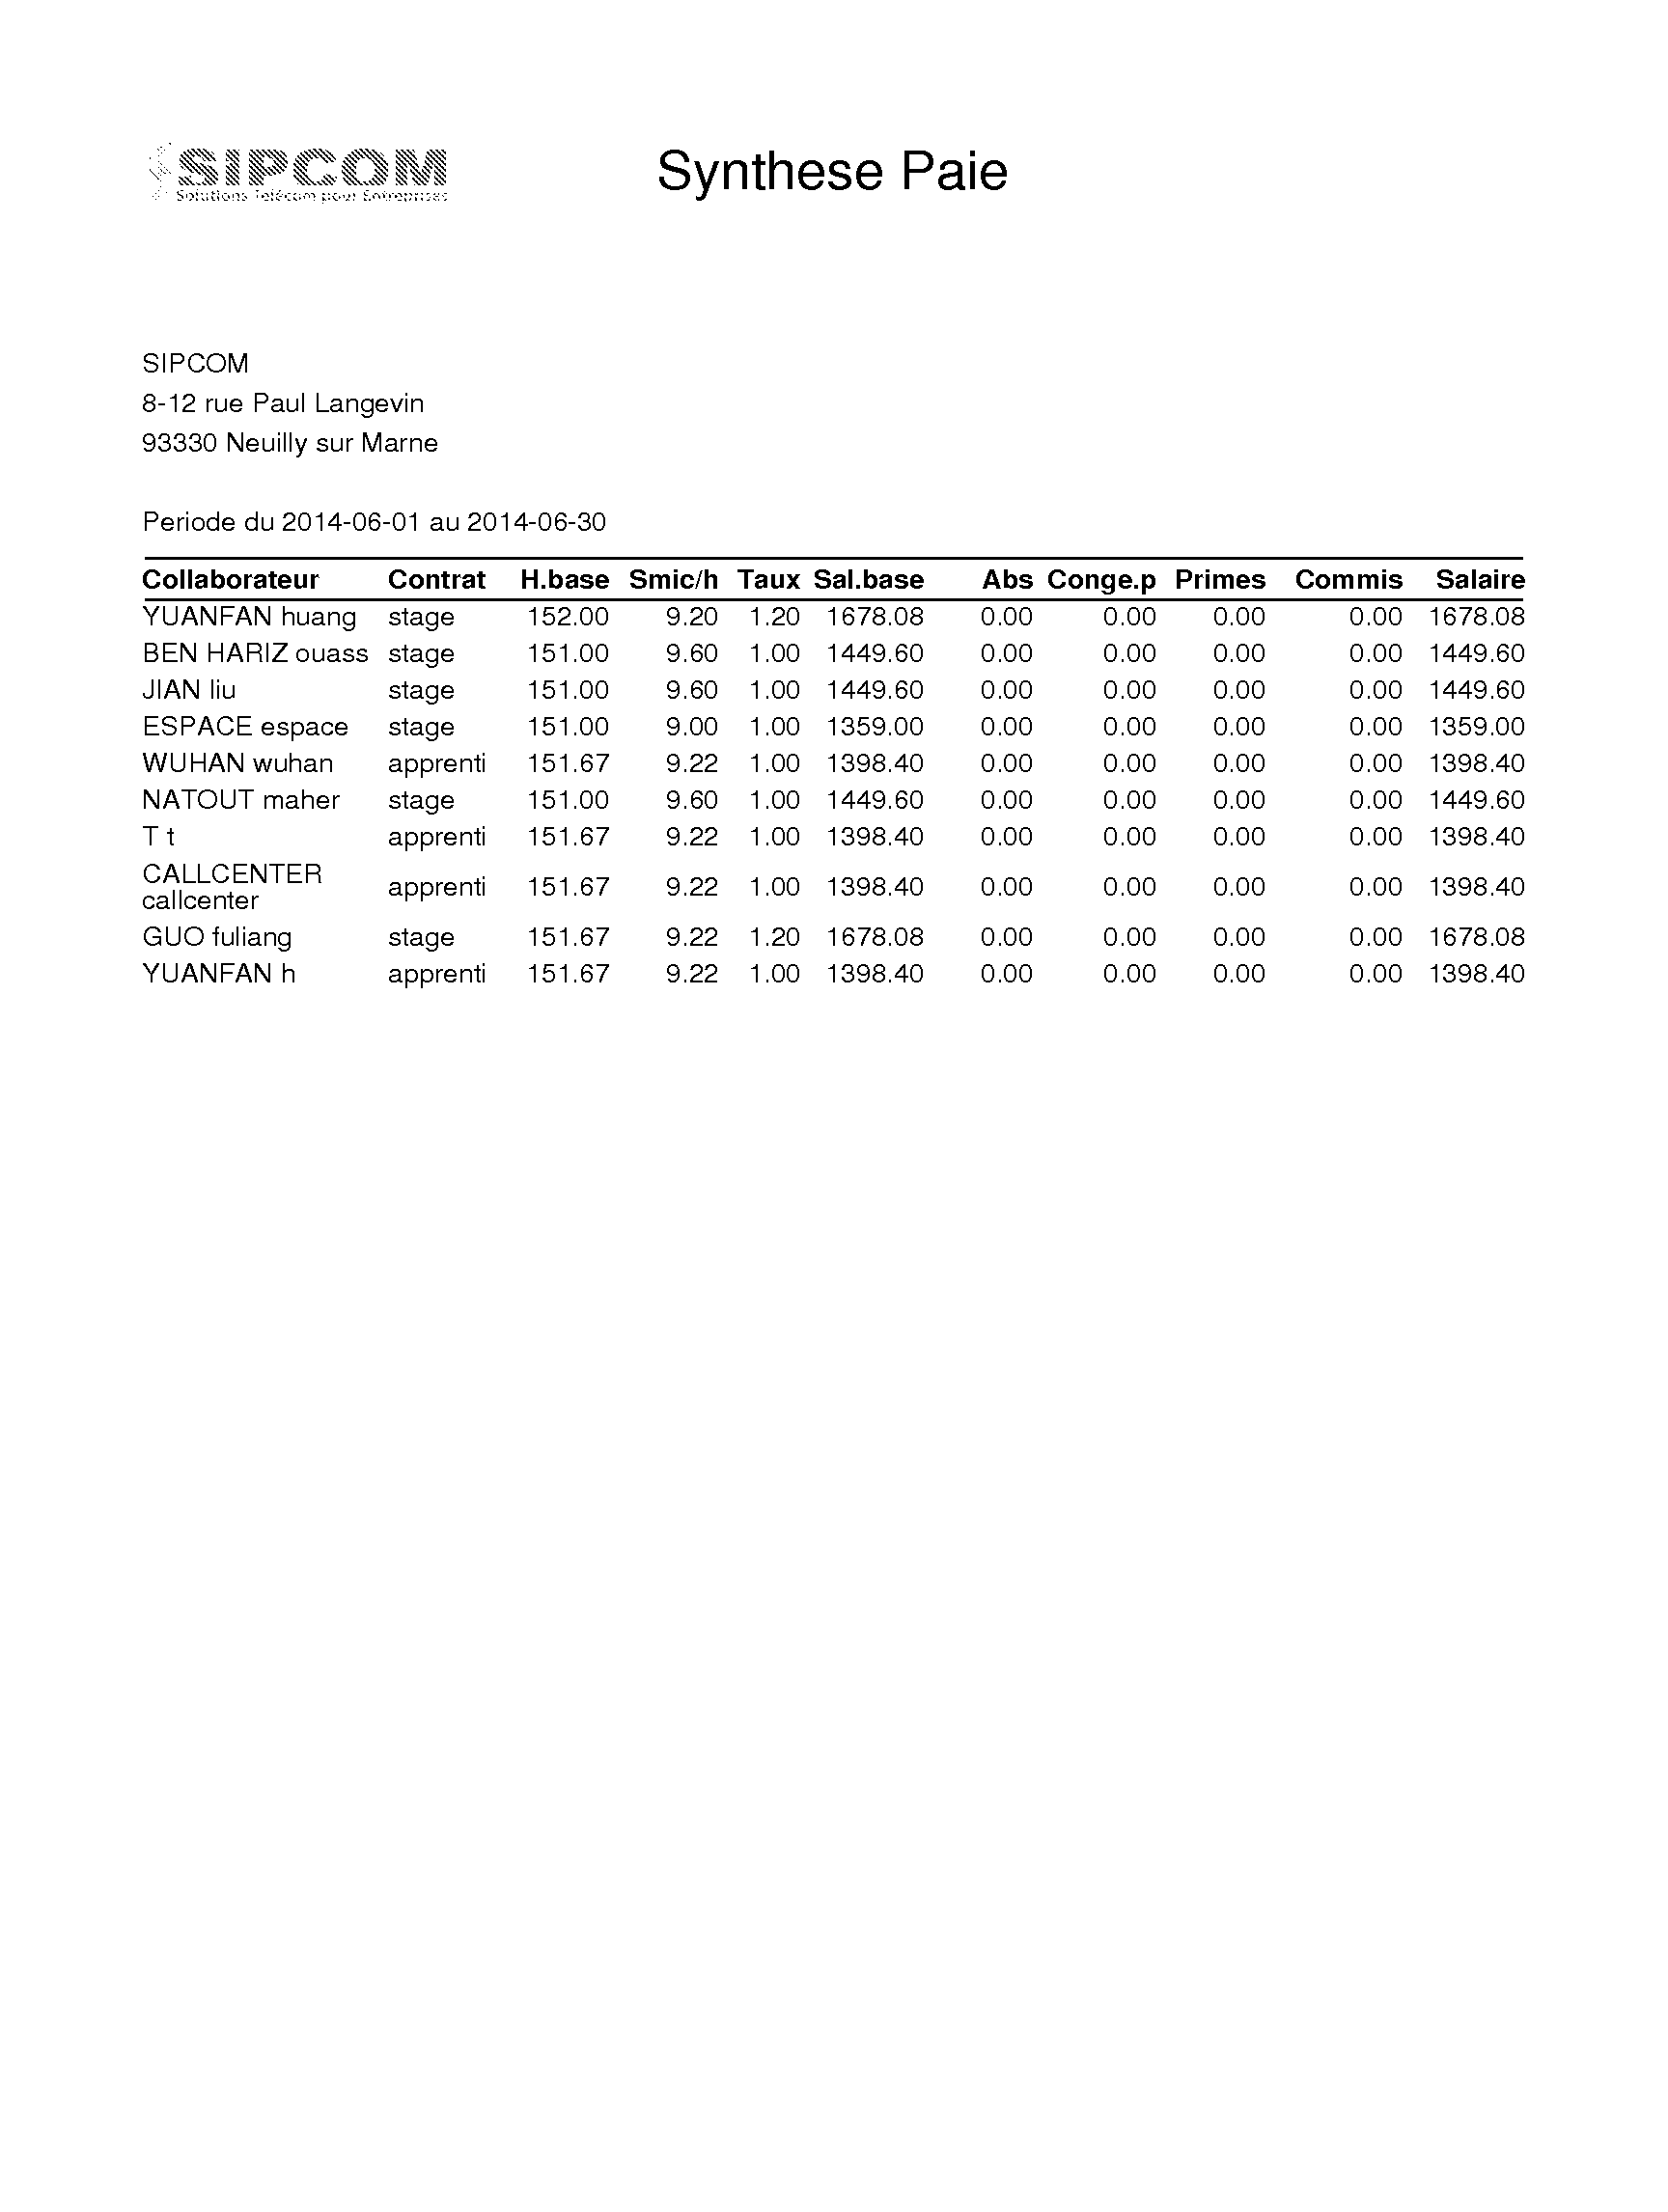 SIPCOM
Solutions Telécom pour Entreprises
Synthese Paie
SIPCOM
8-12 rue Paul Langevin
93330 Neuilly sur Marne
Periode du 2014-06-01 au 2014-06-30
Collaborateur Contrat H.base Smic/h Taux Sal.base Abs Conge.p Primes Commis Salaire
YUANFAN huang stage 152.00 9.20 1.20 1678.08 0.00 0.00 0.00 0.00 1678.08
BEN HARIZ ouass stage 151.00 9.60 1.00 1449.60 0.00 0.00 0.00 0.00 1449.60
JIAN liu stage 151.00 9.60 1.00 1449.60 0.00 0.00 0.00 0.00 1449.60
ESPACE espace stage 151.00 9.00 1.00 1359.00 0.00 0.00 0.00 0.00 1359.00
WUHAN wuhan apprenti 151.67 9.22 1.00 1398.40 0.00 0.00 0.00 0.00 1398.40
NATOUT maher stage 151.00 9.60 1.00 1449.60 0.00 0.00 0.00 0.00 1449.60
T t apprenti 151.67 9.22 1.00 1398.40 0.00 0.00 0.00 0.00 1398.40
CALLCENTER
callcenter apprenti 151.67 9.22 1.00 1398.40 0.00 0.00 0.00 0.00 1398.40
GUO fuliang stage 151.67 9.22 1.20 1678.08 0.00 0.00 0.00 0.00 1678.08
YUANFAN h apprenti 151.67 9.22 1.00 1398.40 0.00 0.00 0.00 0.00 1398.40